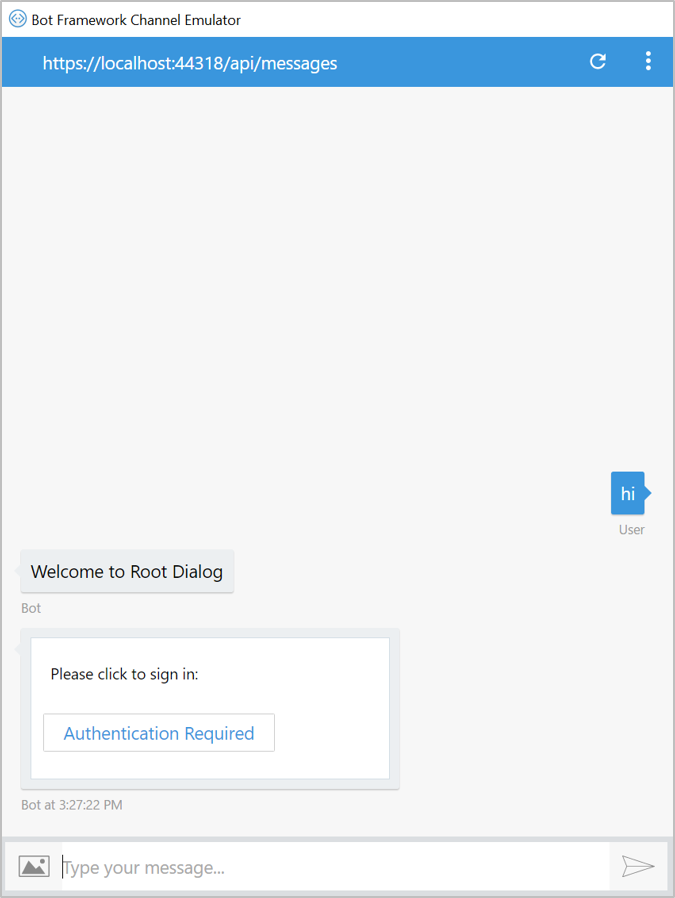 Bot Framework Channel Emulator
https://localhost:44318/api/messages
hi
User
Welcome to Root Dialog
Bot
Please click to sign in:
Authentication Required
Bot at 3:27:22 PM
Type your message...